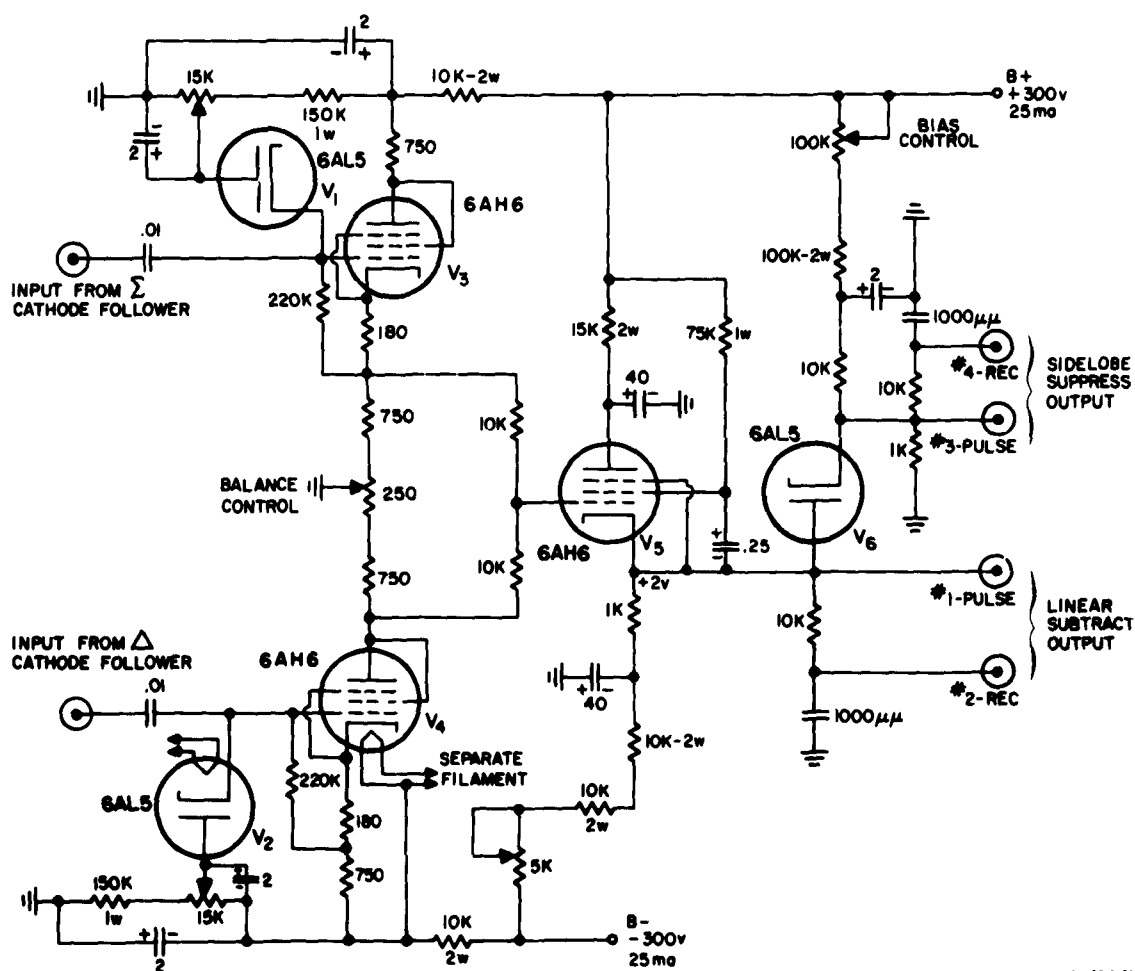 2
- +
15K
150K
1w
10K-2w
B+
+300v
25ma
2
-
+
6AL5
V1
750
6AH6
V3
100K
BIAS
CONTROL
.01
INPUT FROM Σ
CATHODE FOLLOWER
220K
180
100K-2w
+ 2 -
1000μμ
15K
2w
75K
1w
#4-REC
SIDELOBE
SUPPRESS
OUTPUT
10K
10K
#3-PULSE
1K
40
+ -
750
10K
BALANCE
CONTROL
250
6AL5
V6
6AH6
V5
+
-
.25
750
10K
+2v
#1-PULSE
LINEAR
SUBTRACT
OUTPUT
1K
10K
#2-REC
1000μμ
INPUT FROM Δ
CATHODE FOLLOWER
.01
6AH6
V4
+ -
40
10K-2w
SEPARATE
FILAMENT
220K
6AL5
V2
180
10K
2w
5K
750
+
-
2
150K
1w
15K
+ -
2
10K
2w
B-
-300v
25ma